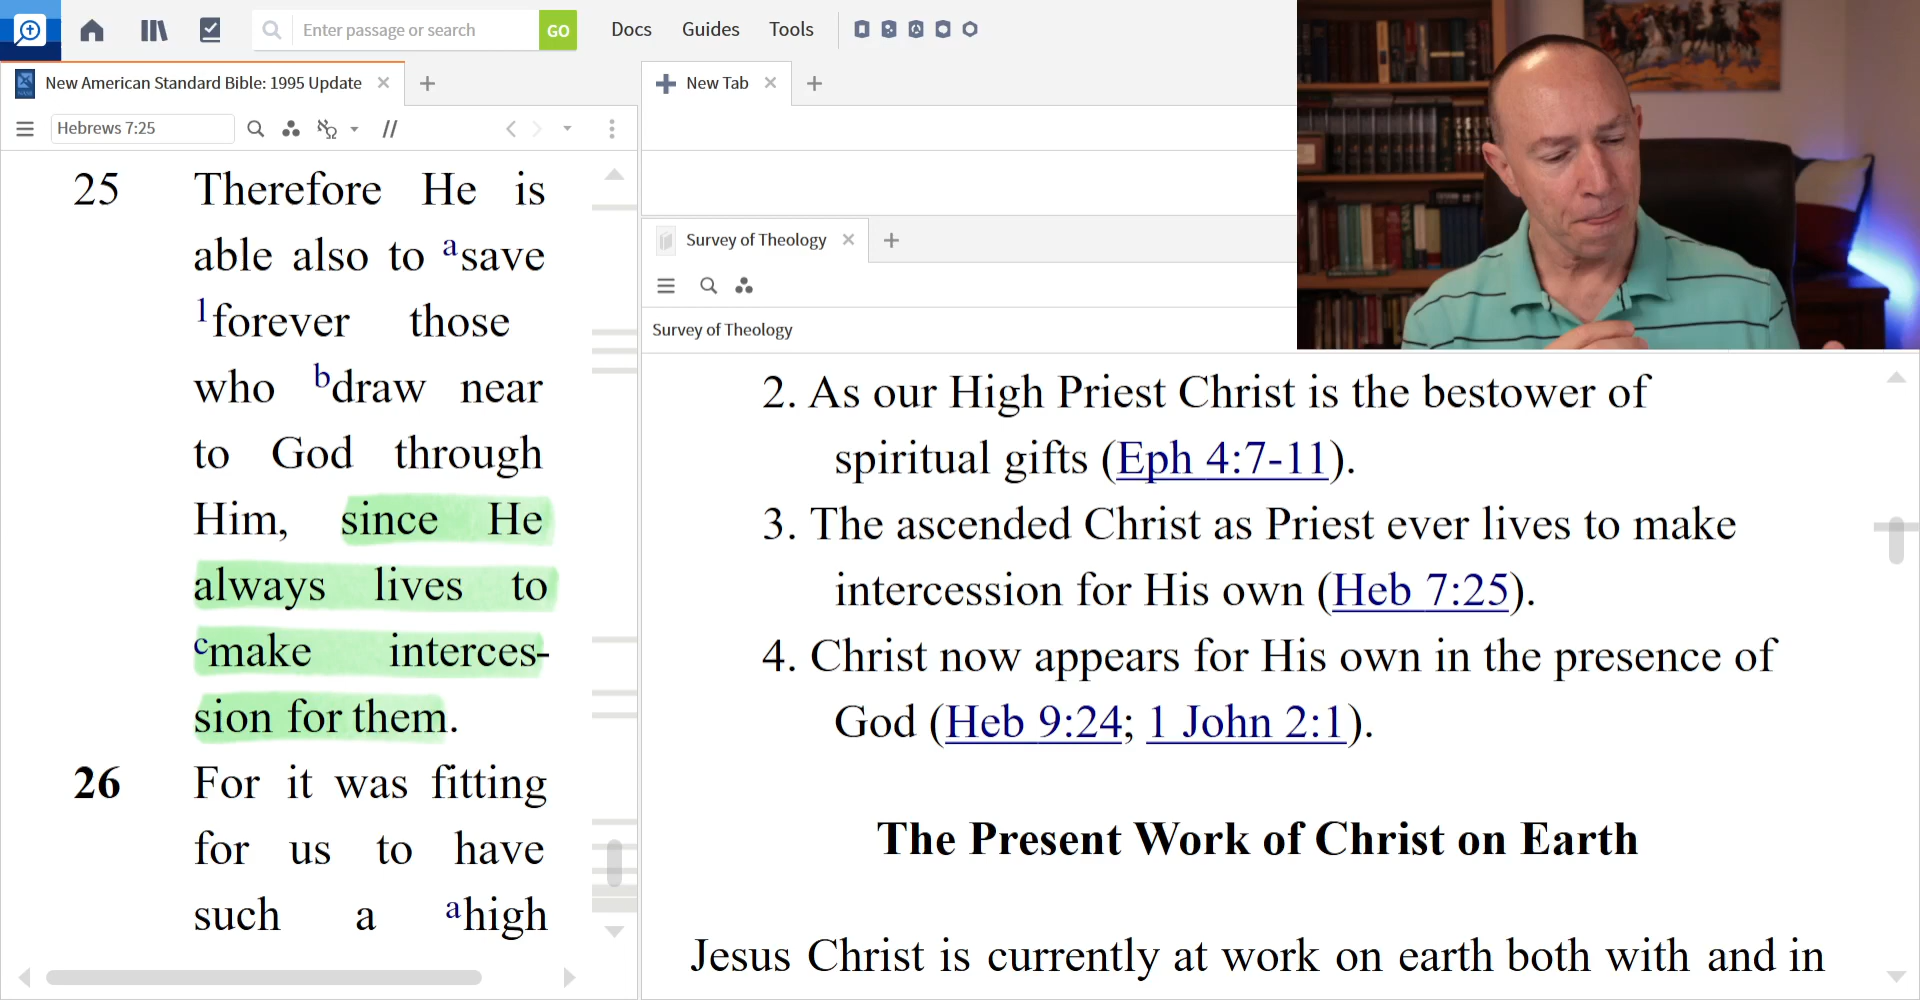 Enter passage or search
GO
Docs
Guides
Tools
New American Standard Bible: 1995 Update
Hebrews 7:25
25 Therefore He is
able also to asave
1forever those
who bdraw near
to God through
Him, since He
always lives to
cmake interces-
sion for them.
26 For it was fitting
for us to have
such a ahigh
New Tab
Survey of Theology
Survey of Theology
2. As our High Priest Christ is the bestower of
spiritual gifts (Eph 4:7-11).
3. The ascended Christ as Priest ever lives to make
intercession for His own (Heb 7:25).
4. Christ now appears for His own in the presence of
God (Heb 9:24; 1 John 2:1).
The Present Work of Christ on Earth
Jesus Christ is currently at work on earth both with and in